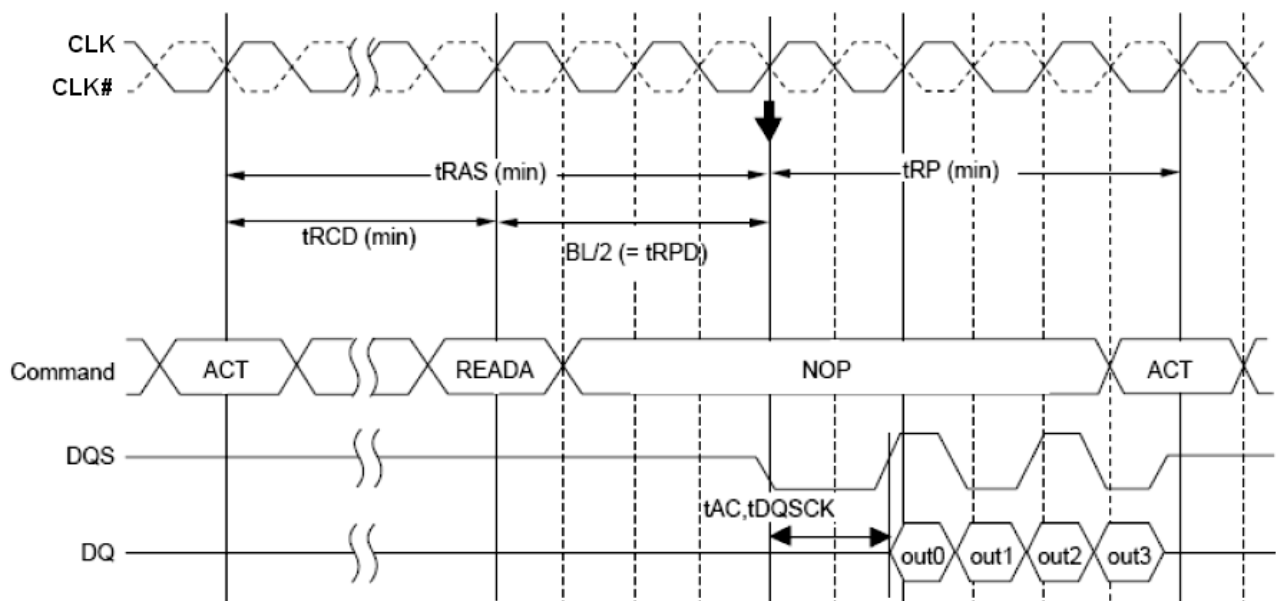 CLK
CLK#
tRAS (min)
tRP (min)
tRCD (min)
BL/2 (= tRPD)
Command
ACT
READA
NOP
ACT
DQS
tAC,tDQSCK
DQ
out0
out1
out2
out3